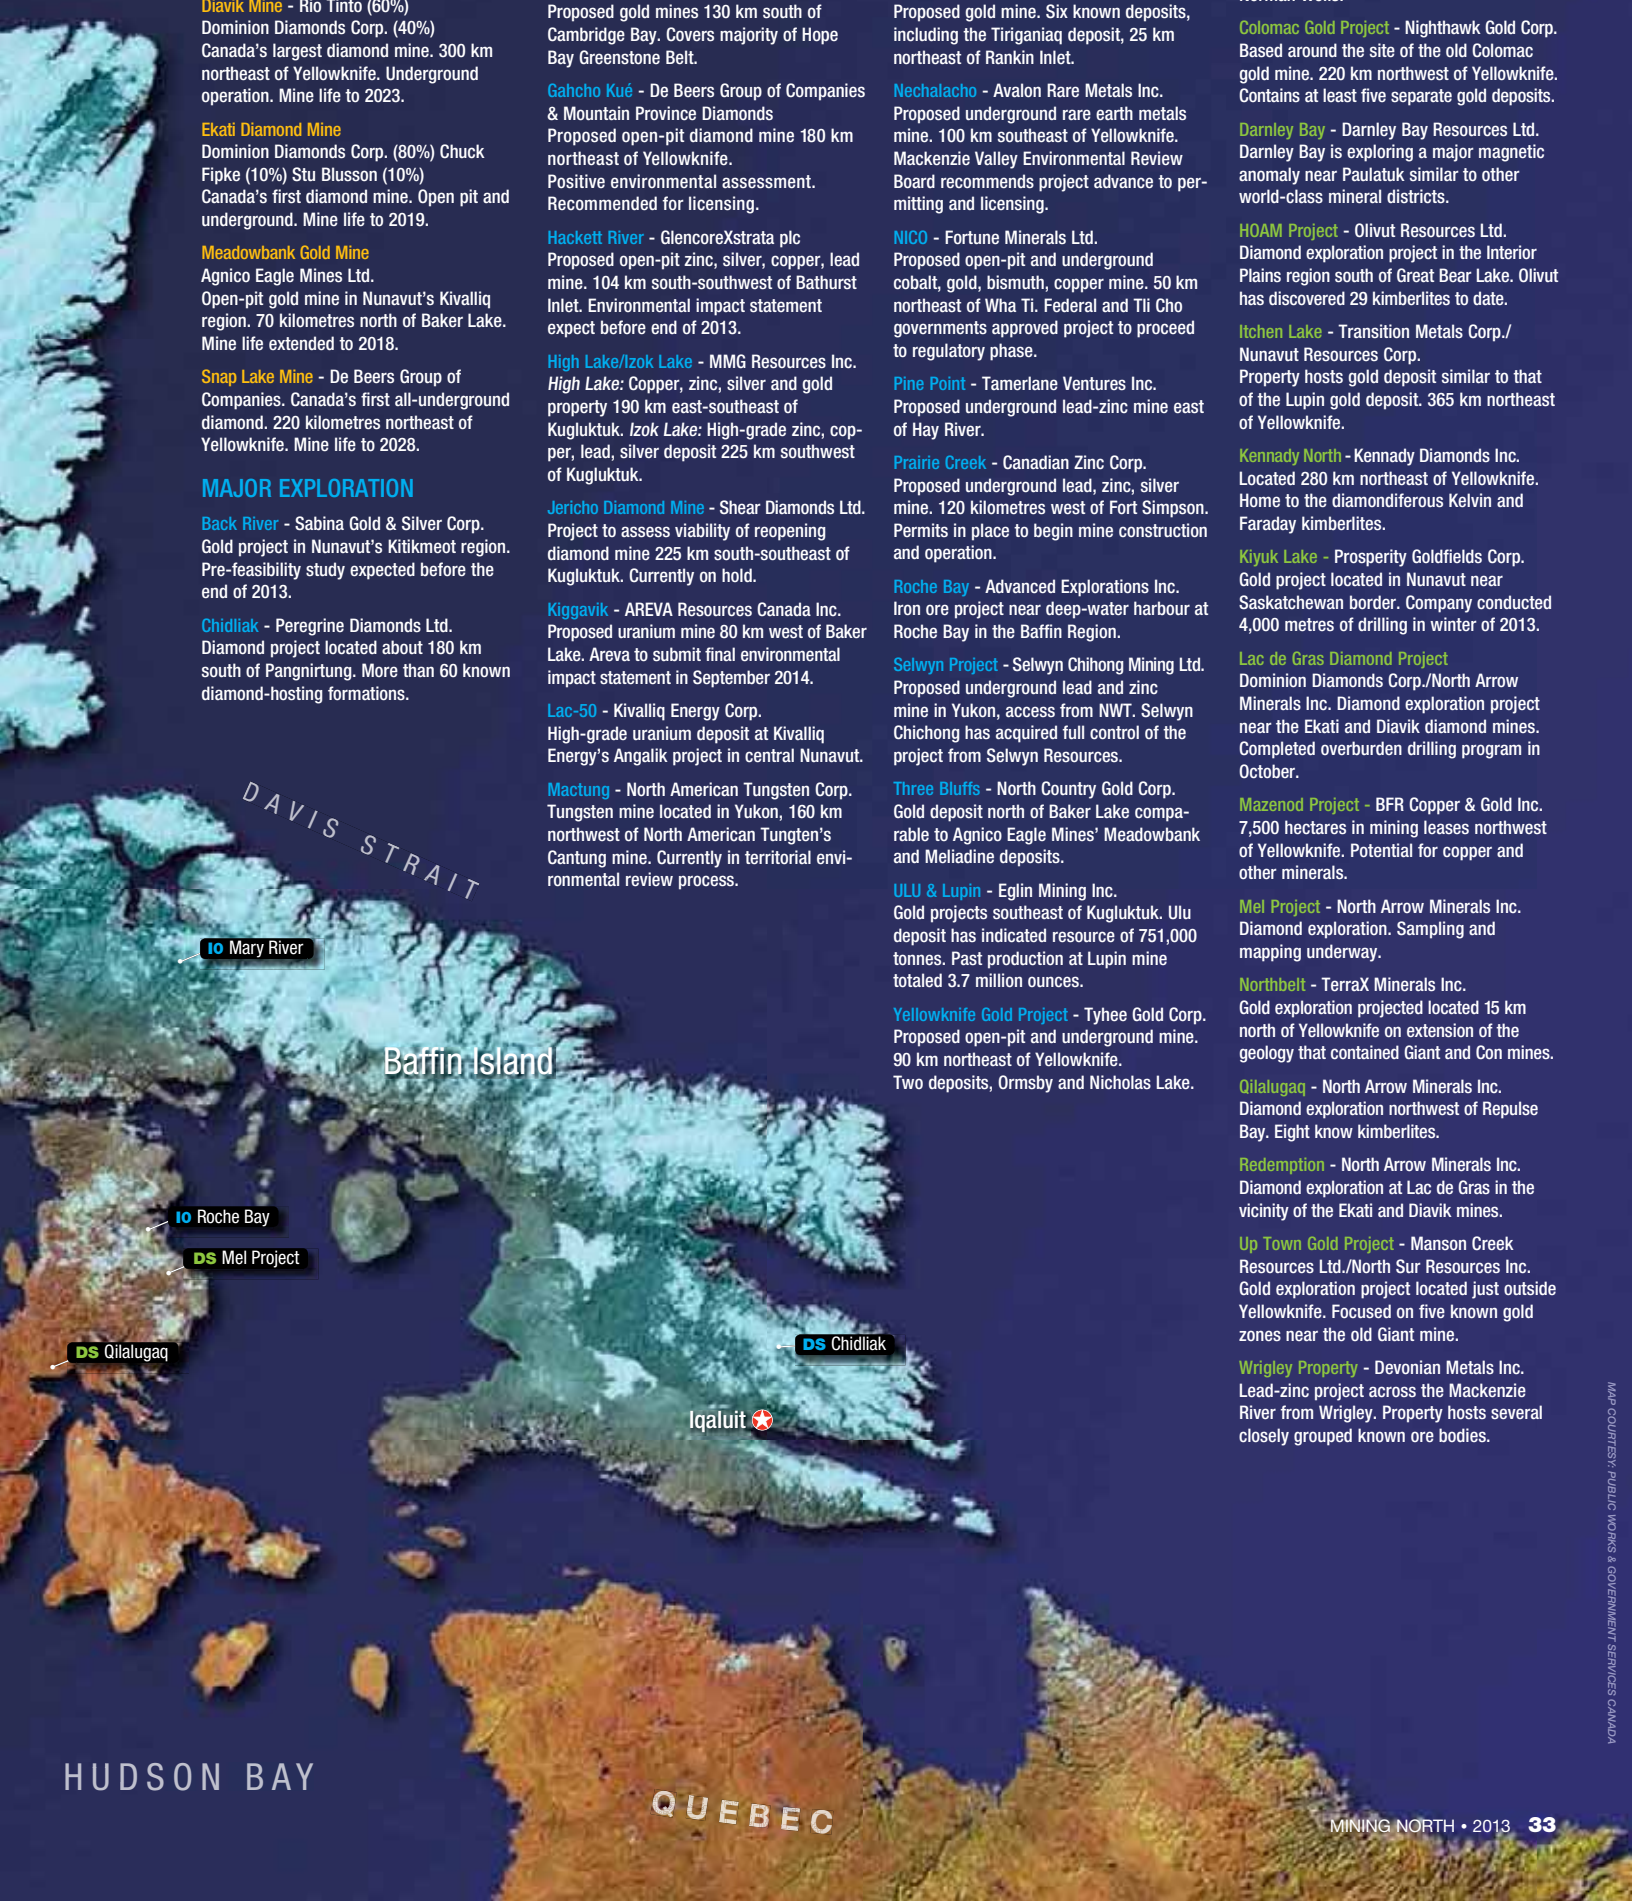 Diavik Mine - Rio Tinto (60%)
Dominion Diamonds Corp. (40%)
Canada's largest diamond mine. 300 km
northeast of Yellowknife. Underground
operation. Mine life to 2023.
Ekati Diamond Mine
Dominion Diamonds Corp. (80%) Chuck
Fipke (10%) Stu Blusson (10%)
Canada's first diamond mine. Open pit and
underground. Mine life to 2019.
Meadowbank Gold Mine
Agnico Eagle Mines Ltd.
Open-pit gold mine in Nunavut's Kivalliq
region. 70 kilometres north of Baker Lake.
Mine life extended to 2018.
Snap Lake Mine - De Beers Group of
Companies. Canada's first all-underground
diamond. 220 kilometres northeast of
Yellowknife. Mine life to 2028.
MAJOR EXPLORATION
Back River - Sabina Gold & Silver Corp.
Gold project in Nunavut's Kitikmeot region.
Pre-feasibility study expected before the
end of 2013.
Chidliak - Peregrine Diamonds Ltd.
Diamond project located about 180 km
south of Pangnirtung. More than 60 known
diamond-hosting formations.
Proposed gold mines 130 km south of
Cambridge Bay. Covers majority of Hope
Bay Greenstone Belt.
Gahcho Kué - De Beers Group of Companies
& Mountain Province Diamonds
Proposed open-pit diamond mine 180 km
northeast of Yellowknife.
Positive environmental assessment.
Recommended for licensing.
Hackett River - GlencoreXstrata plc
Proposed open-pit zinc, silver, copper, lead
mine. 104 km south-southwest of Bathurst
Inlet. Environmental impact statement
expect before end of 2013.
High Lake/Izok Lake - MMG Resources Inc.
High Lake: Copper, zinc, silver and gold
property 190 km east-southeast of
Kugluktuk. Izok Lake: High-grade zinc, cop-
per, lead, silver deposit 225 km southwest
of Kugluktuk.
Jericho Diamond Mine - Shear Diamonds Ltd.
Project to assess viability of reopening
diamond mine 225 km south-southeast of
Kugluktuk. Currently on hold.
Kiggavik - AREVA Resources Canada Inc.
Proposed uranium mine 80 km west of Baker
Lake. Areva to submit final environmental
impact statement in September 2014.
Lac-50 - Kivalliq Energy Corp.
High-grade uranium deposit at Kivalliq
Energy's Angalik project in central Nunavut.
Mactung - North American Tungsten Corp.
Tungsten mine located in Yukon, 160 km
northwest of North American Tungten's
Cantung mine. Currently in territorial envi-
ronmental review process.
Proposed gold mine. Six known deposits,
including the Tiriganiaq deposit, 25 km
northeast of Rankin Inlet.
Nechalacho - Avalon Rare Metals Inc.
Proposed underground rare earth metals
mine. 100 km southeast of Yellowknife.
Mackenzie Valley Environmental Review
Board recommends project advance to per-
mitting and licensing.
NICO - Fortune Minerals Ltd.
Proposed open-pit and underground
cobalt, gold, bismuth, copper mine. 50 km
northeast of Wha Ti. Federal and Tli Cho
governments approved project to proceed
to regulatory phase.
Pine Point - Tamerlane Ventures Inc.
Proposed underground lead-zinc mine east
of Hay River.
Prairie Creek - Canadian Zinc Corp.
Proposed underground lead, zinc, silver
mine. 120 kilometres west of Fort Simpson.
Permits in place to begin mine construction
and operation.
Roche Bay - Advanced Explorations Inc.
Iron ore project near deep-water harbour at
Roche Bay in the Baffin Region.
Selwyn Project - Selwyn Chihong Mining Ltd.
Proposed underground lead and zinc
mine in Yukon, access from NWT. Selwyn
Chichong has acquired full control of the
project from Selwyn Resources.
Three Bluffs - North Country Gold Corp.
Gold deposit north of Baker Lake compa-
rable to Agnico Eagle Mines' Meadowbank
and Meliadine deposits.
ULU & Lupin - Eglin Mining Inc.
Gold projects southeast of Kugluktuk. Ulu
deposit has indicated resource of 751,000
tonnes. Past production at Lupin mine
totaled 3.7 million ounces.
Yellowknife Gold Project - Tyhee Gold Corp.
Proposed open-pit and underground mine.
90 km northeast of Yellowknife.
Two deposits, Ormsby and Nicholas Lake.
Colomac Gold Project - Nighthawk Gold Corp.
Based around the site of the old Colomac
gold mine. 220 km northwest of Yellowknife.
Contains at least five separate gold deposits.
Darnley Bay - Darnley Bay Resources Ltd.
Darnley Bay is exploring a major magnetic
anomaly near Paulatuk similar to other
world-class mineral districts.
HOAM Project - Olivut Resources Ltd.
Diamond exploration project in the Interior
Plains region south of Great Bear Lake. Olivut
has discovered 29 kimberlites to date.
Itchen Lake - Transition Metals Corp./
Nunavut Resources Corp.
Property hosts gold deposit similar to that
of the Lupin gold deposit. 365 km northeast
of Yellowknife.
Kennady North - Kennady Diamonds Inc.
Located 280 km northeast of Yellowknife.
Home to the diamondiferous Kelvin and
Faraday kimberlites.
Kiyuk Lake - Prosperity Goldfields Corp.
Gold project located in Nunavut near
Saskatchewan border. Company conducted
4,000 metres of drilling in winter of 2013.
Lac de Gras Diamond Project
Dominion Diamonds Corp./North Arrow
Minerals Inc. Diamond exploration project
near the Ekati and Diavik diamond mines.
Completed overburden drilling program in
October.
Mazenod Project - BFR Copper & Gold Inc.
7,500 hectares in mining leases northwest
of Yellowknife. Potential for copper and
other minerals.
Mel Project - North Arrow Minerals Inc.
Diamond exploration. Sampling and
mapping underway.
Northbelt - TerraX Minerals Inc.
Gold exploration projected located 15 km
north of Yellowknife on extension of the
geology that contained Giant and Con mines.
Qilalugaq - North Arrow Minerals Inc.
Diamond exploration northwest of Repulse
Bay. Eight know kimberlites.
Redemption - North Arrow Minerals Inc.
Diamond exploration at Lac de Gras in the
vicinity of the Ekati and Diavik mines.
Up Town Gold Project - Manson Creek
Resources Ltd./North Sur Resources Inc.
Gold exploration project located just outside
Yellowknife. Focused on five known gold
zones near the old Giant mine.
Wrigley Property - Devonian Metals Inc.
Lead-zinc project across the Mackenzie
River from Wrigley. Property hosts several
closely grouped known ore bodies.
DAVIS STRAIT
IO Mary River
Baffin Island
IO Roche Bay
DS Mel Project
DS Qilalugaq
DS Chidliak
Iqaluit
HUDSON BAY
QUEBEC
MAP COURTESY: PUBLIC WORKS & GOVERNMENT SERVICES CANADA
MINING NORTH • 2013 33